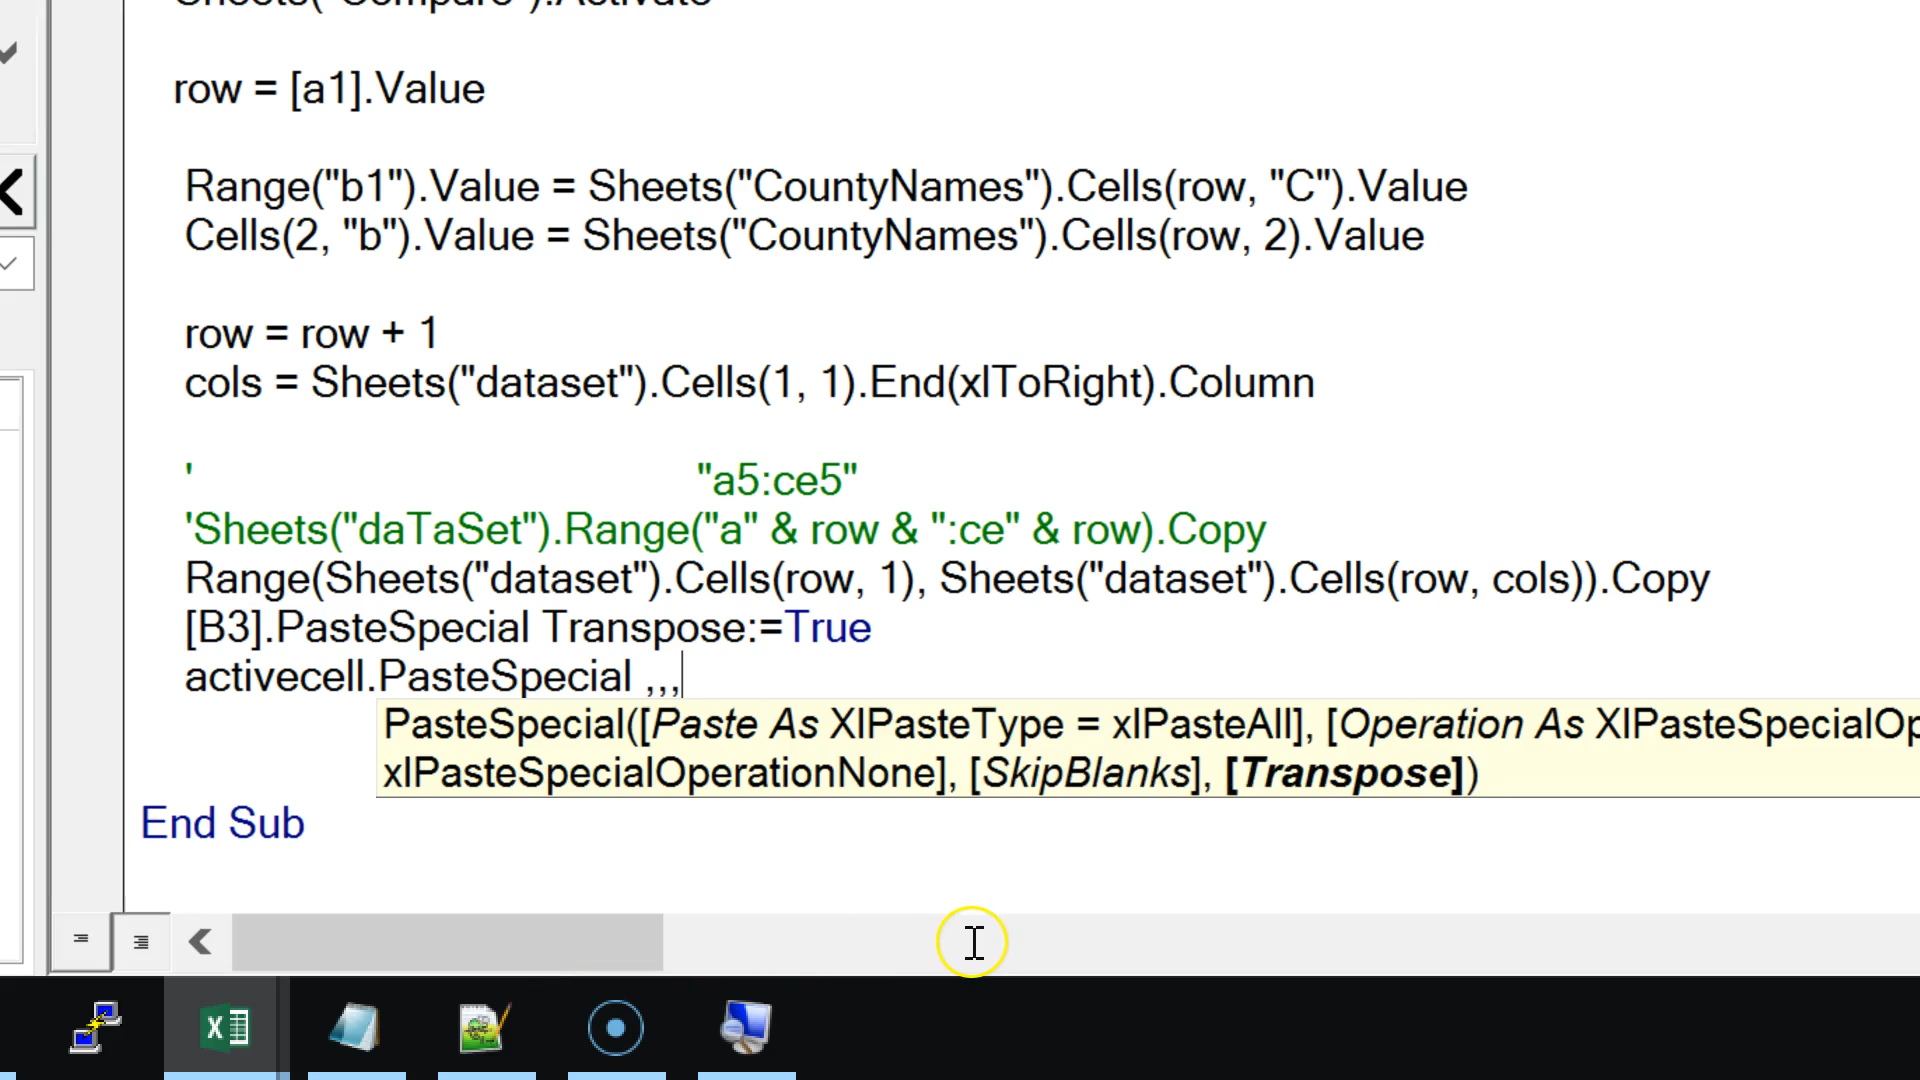 Sheets("Compare").Activate
row = [a1].Value
Range("b1").Value = Sheets("CountyNames").Cells(row, "C").Value
Cells(2, "b").Value = Sheets("CountyNames").Cells(row, 2).Value
row = row + 1
cols = Sheets("dataset").Cells(1, 1).End(xlToRight).Column
' "a5:ce5"
'Sheets("daTaSet").Range("a" & row & ":ce" & row).Copy
Range(Sheets("dataset").Cells(row, 1), Sheets("dataset").Cells(row, cols)).Copy
[B3].PasteSpecial Transpose:=True
activecell.PasteSpecial ,,,
PasteSpecial([Paste As XlPasteType = xlPasteAll], [Operation As XlPasteSpecialOp
xlPasteSpecialOperationNone], [SkipBlanks], [Transpose])
End Sub